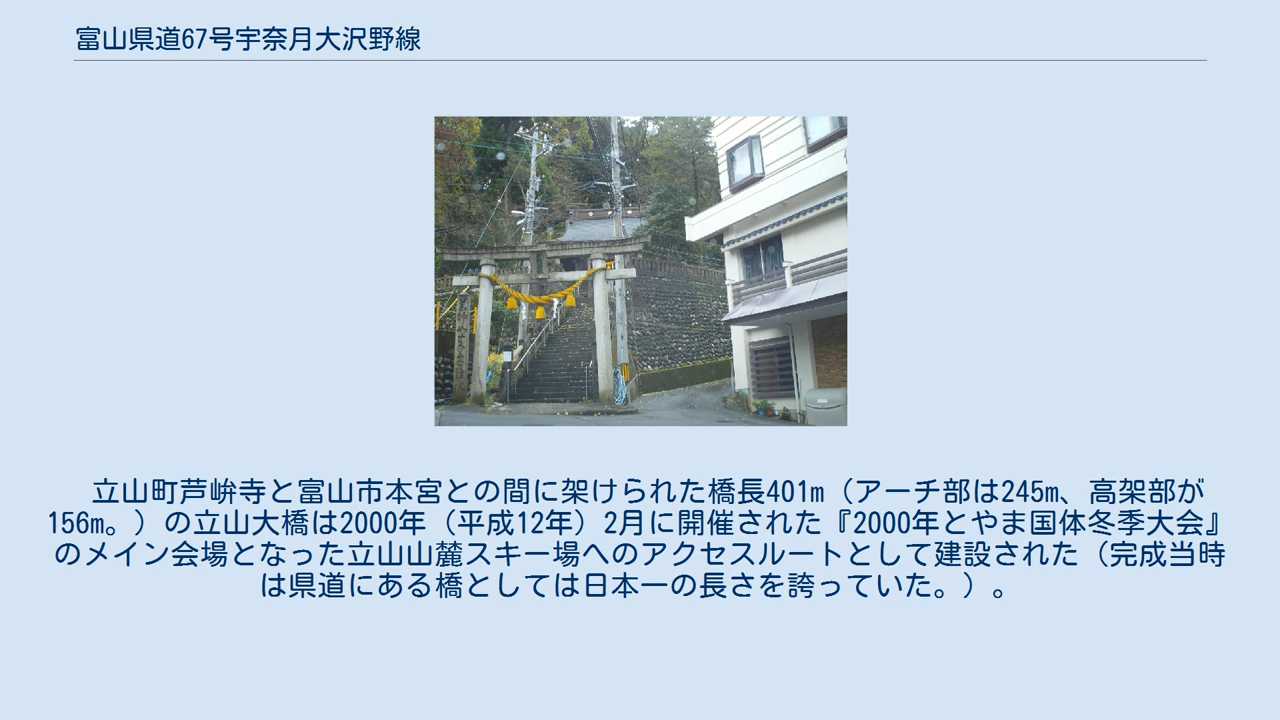 富山県道67号宇奈月大沢野線
立山町芦峅寺と富山市本宮との間に架けられた橋長401m（アーチ部は245m、高架部が
156m。）の立山大橋は2000年（平成12年）2月に開催された『2000年とやま国体冬季大会』
のメイン会場となった立山山麓スキー場へのアクセスルートとして建設された（完成当時
は県道にある橋としては日本一の長さを誇っていた。）。